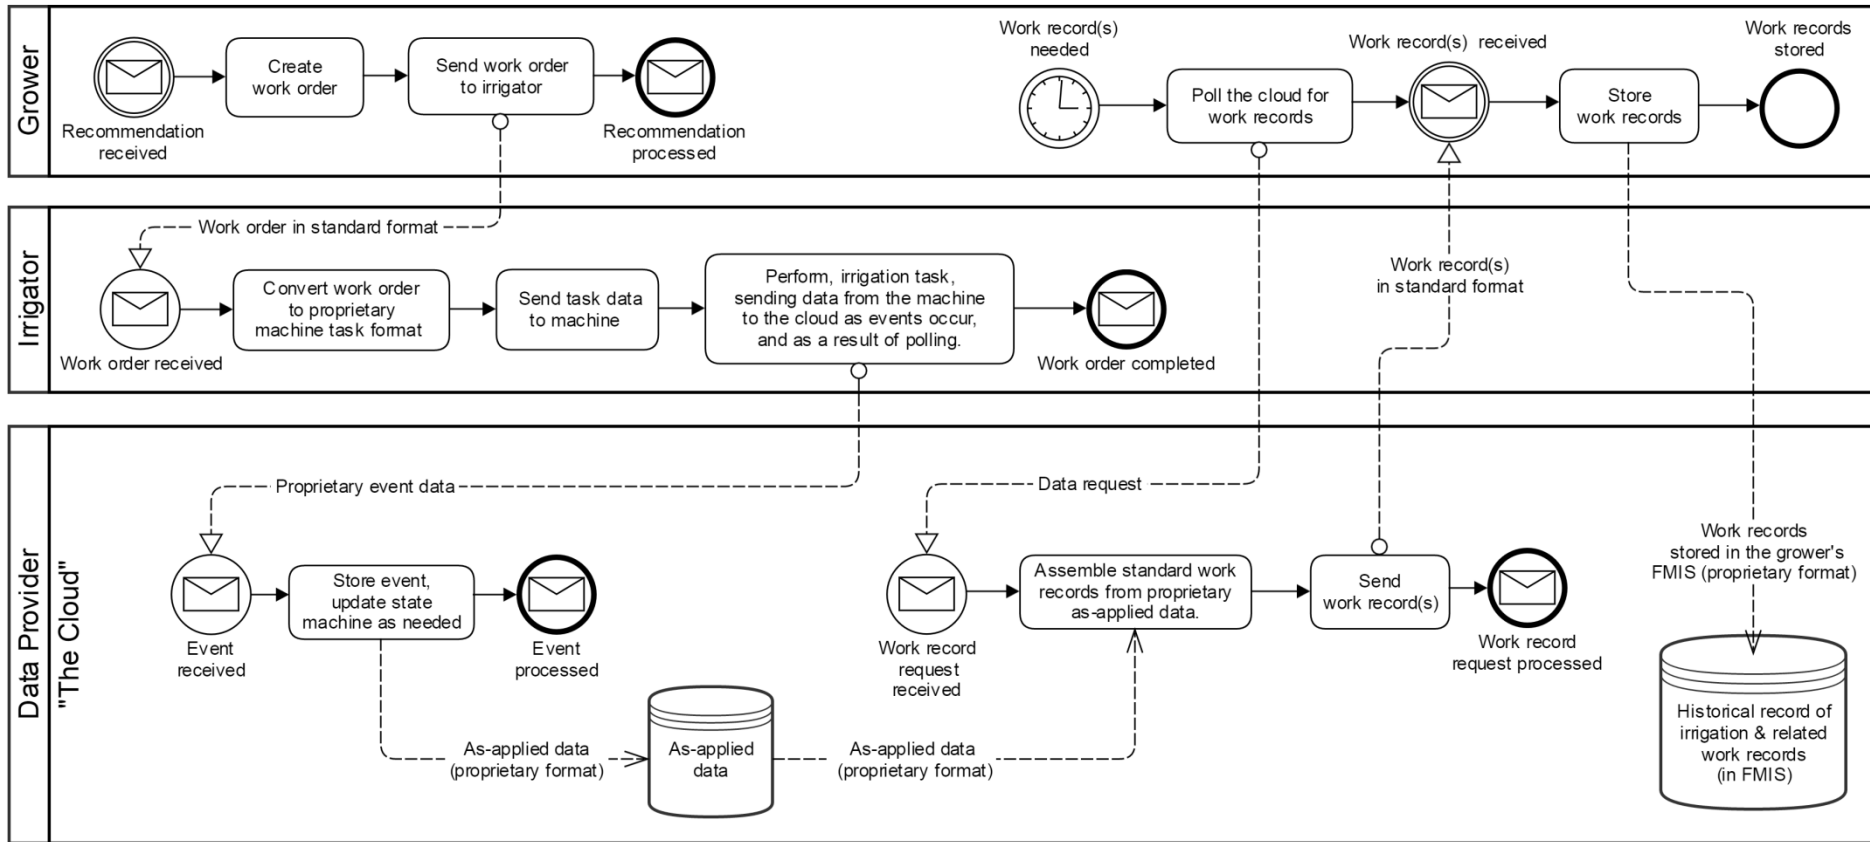 Grower
Recommendation
received
Create
work order
Send work order
to irrigator
Recommendation
processed
Work record(s)
needed
Poll the cloud for
work records
Work record(s) received
Store
work records
Work records
stored
Irrigator
Work order in standard format
Work order received
Convert work order
to proprietary
machine task format
Send task data
to machine
Perform, irrigation task,
sending data from the machine
to the cloud as events occur,
and as a result of polling.
Work order completed
Work record(s)
in standard format
Data Provider
"The Cloud"
Proprietary event data
Event
received
Store event,
update state
machine as needed
Event
processed
As-applied data
(proprietary format)
As-applied
data
As-applied data
(proprietary format)
Data request
Work record
request
received
Assemble standard work
records from proprietary
as-applied data.
Send
work record(s)
Work record
request processed
Work records
stored in the grower's
FMIS (proprietary format)
Historical record of
irrigation & related
work records
(in FMIS)